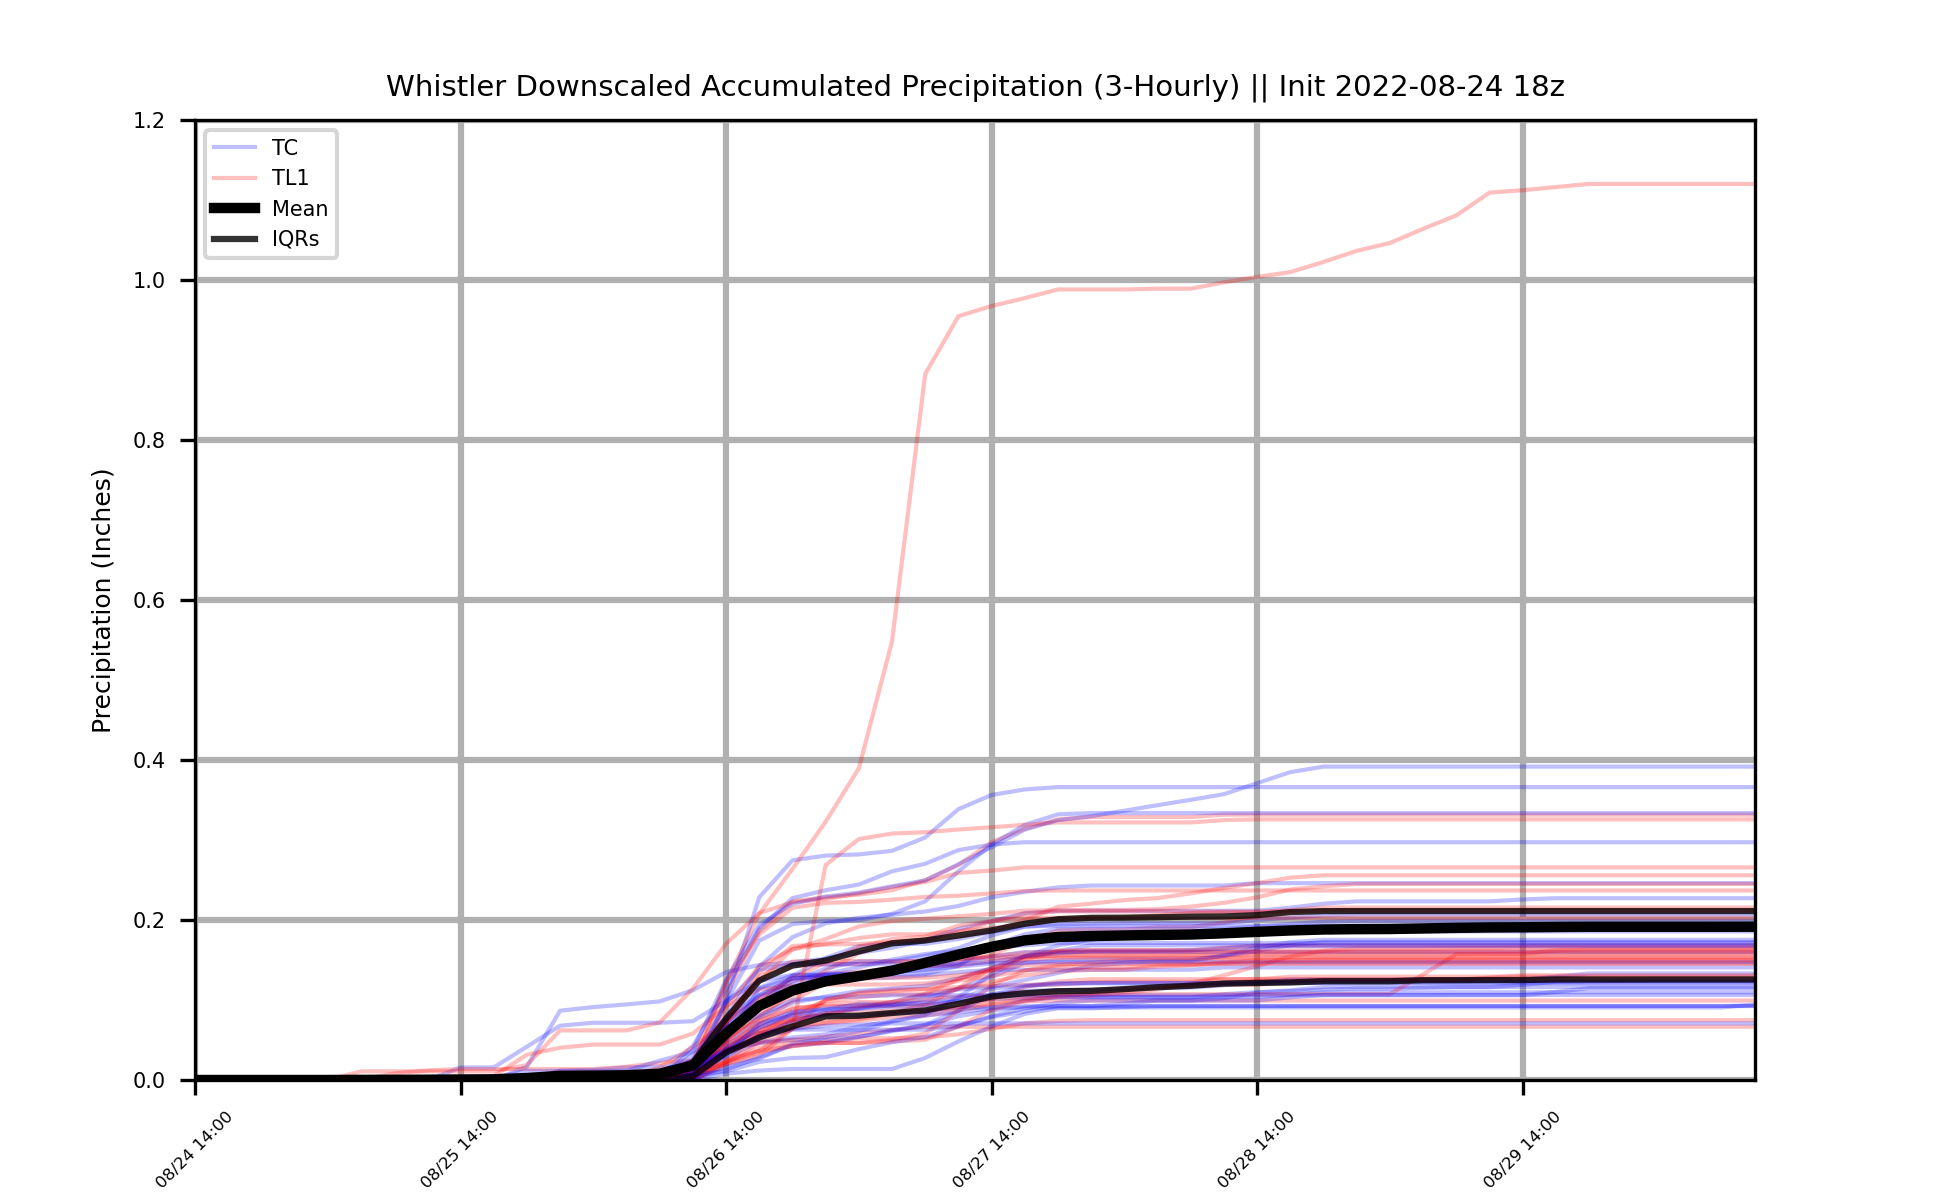 Whistler Downscaled Accumulated Precipitation (3-Hourly) || Init 2022-08-24 18z
1.2
1.0
0.8
0.6
0.4
0.2
0.0
Precipitation (Inches)
TC
TL1
Mean
IQRs
08/24 14:00
08/25 14:00
08/26 14:00
08/27 14:00
08/28 14:00
08/29 14:00